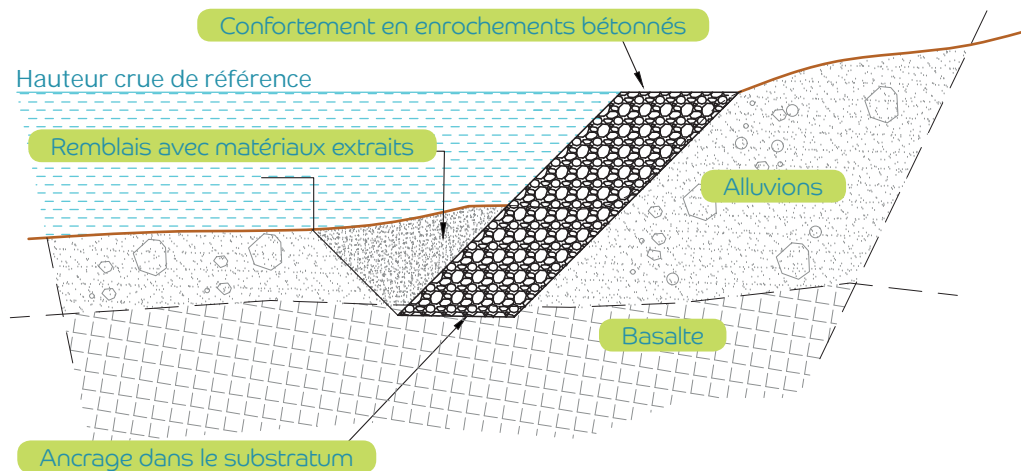 Confortement en enrochements bétonnés
Hauteur crue de référence
Remblais avec matériaux extraits
Alluvions
Basalte
Ancrage dans le substratum